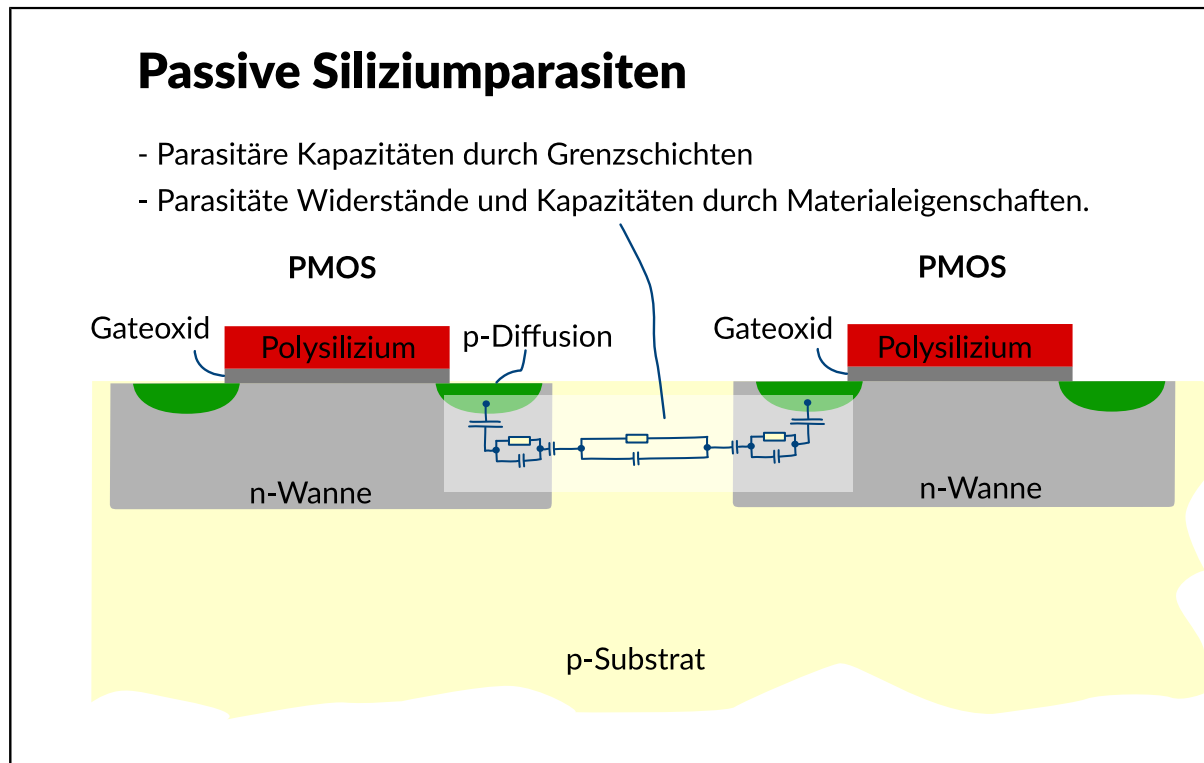 Passive Siliziumparasiten
- Parasitäre Kapazitäten durch Grenzschichten
- Parasitäte Widerstände und Kapazitäten durch Materialeigenschaften.
PMOS
PMOS
Gateoxid
Polysilizium
p-Diffusion
Gateoxid
Polysilizium
n-Wanne
n-Wanne
p-Substrat